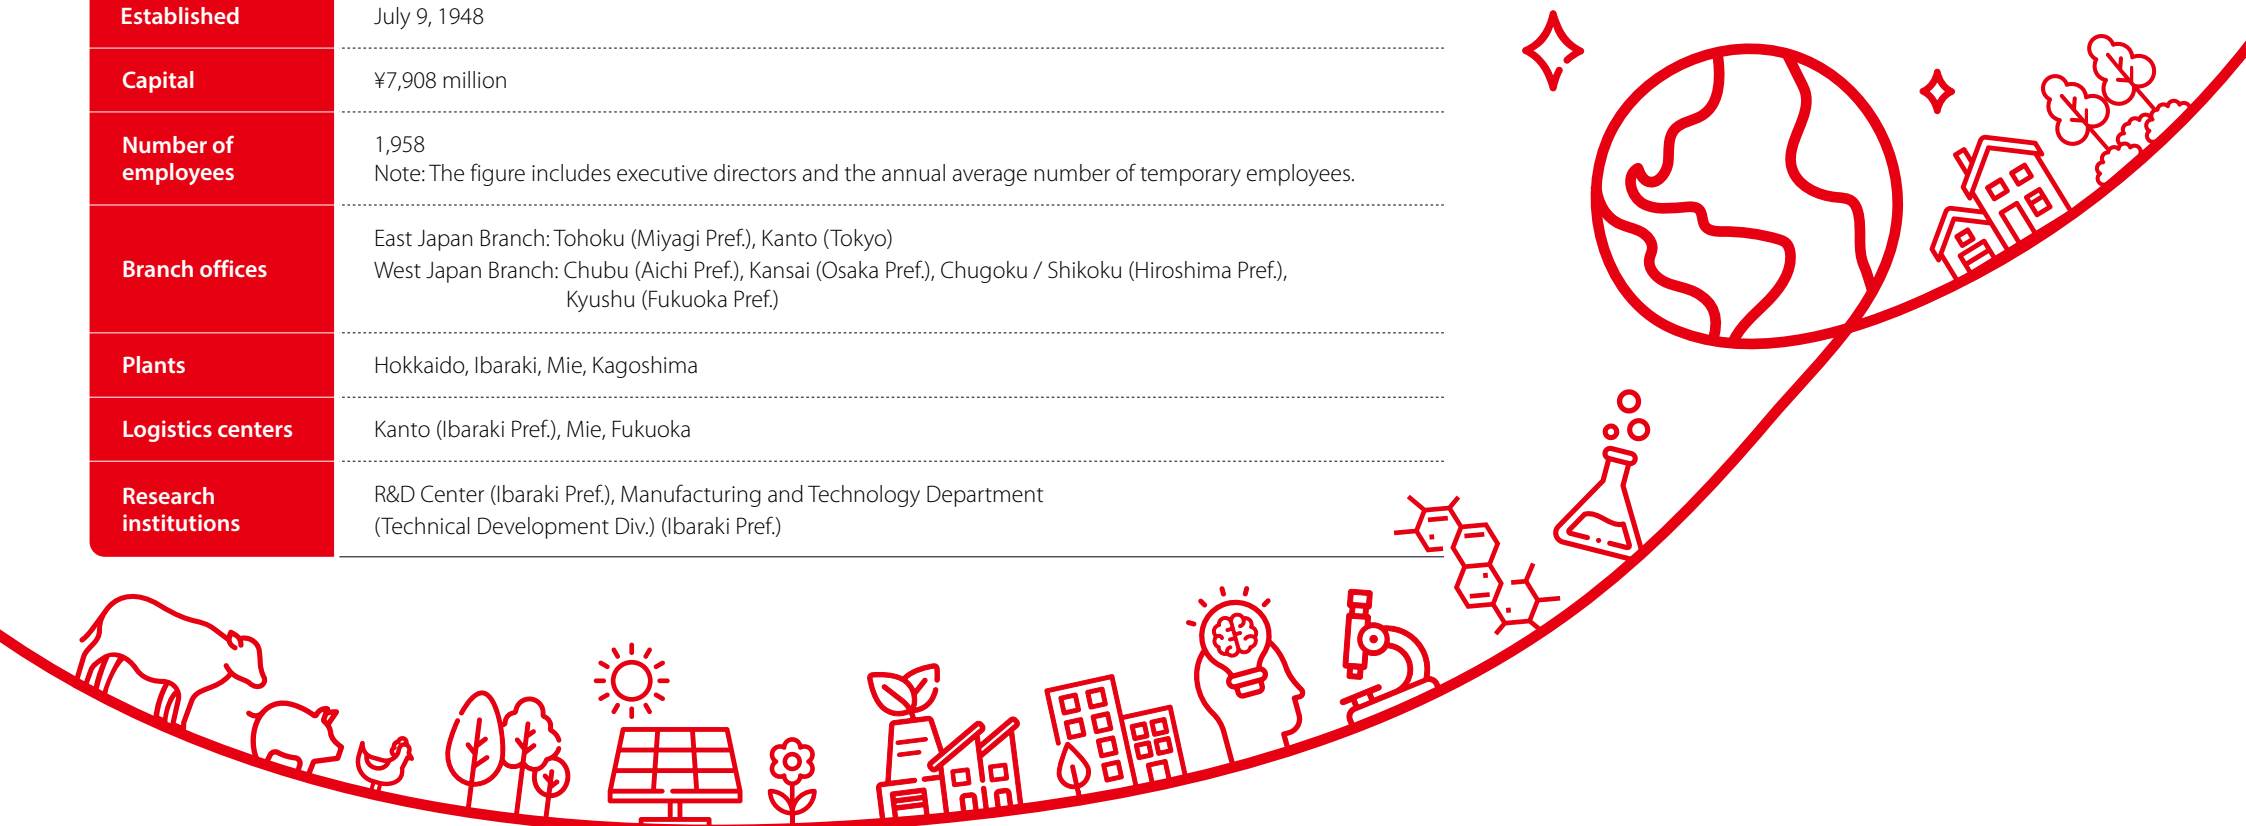 Established
July 9, 1948
Capital
¥7,908 million
Number of
employees
1,958
Note: The figure includes executive directors and the annual average number of temporary employees.
Branch offices
East Japan Branch: Tohoku (Miyagi Pref.), Kanto (Tokyo)
West Japan Branch: Chubu (Aichi Pref.), Kansai (Osaka Pref.), Chugoku / Shikoku (Hiroshima Pref.),
Kyushu (Fukuoka Pref.)
Plants
Hokkaido, Ibaraki, Mie, Kagoshima
Logistics centers
Kanto (Ibaraki Pref.), Mie, Fukuoka
Research
institutions
R&D Center (Ibaraki Pref.), Manufacturing and Technology Department
(Technical Development Div.) (Ibaraki Pref.)